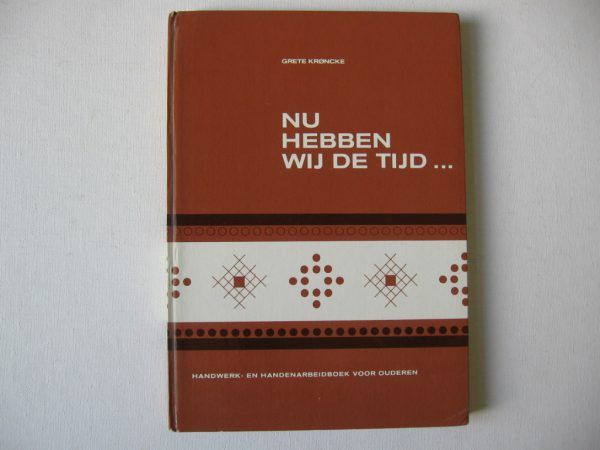 GRETE KRØNCKE
NU
HEBBEN
WIJ DE TIJD ...
HANDWERK- EN HANDENARBEIDBOEK VOOR OUDEREN